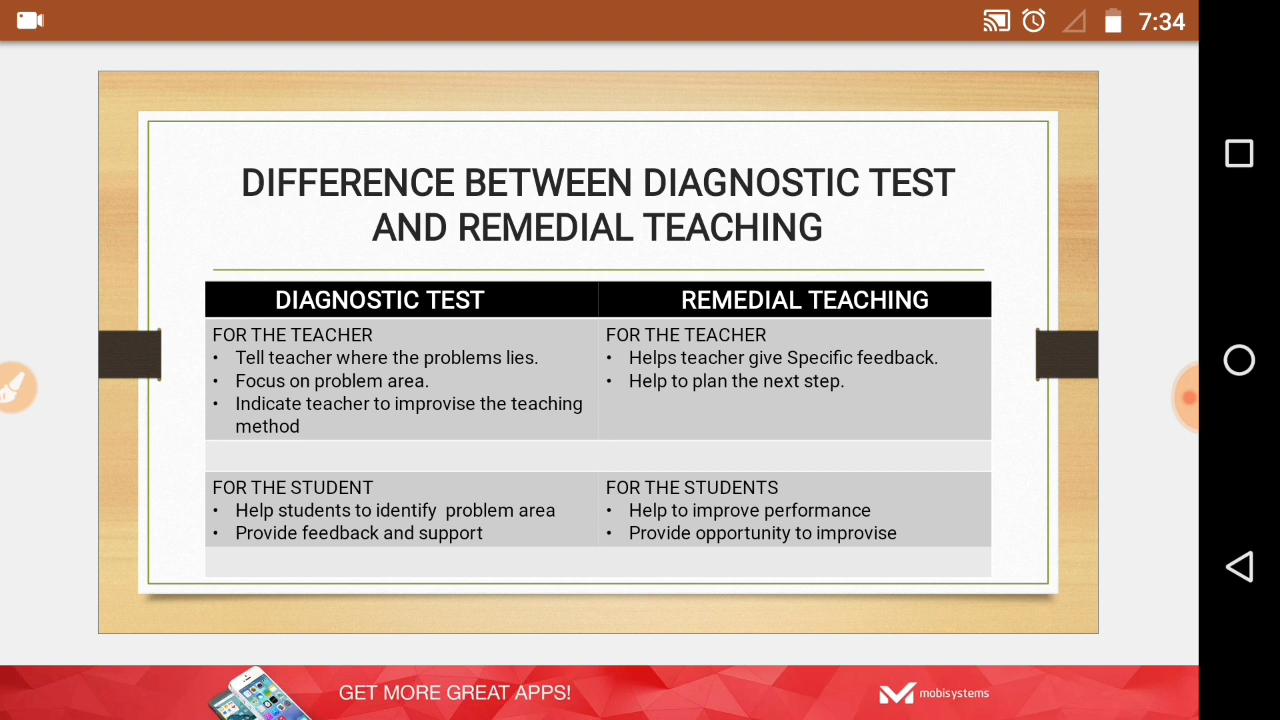 7:34
DIFFERENCE BETWEEN DIAGNOSTIC TEST
AND REMEDIAL TEACHING
DIAGNOSTIC TEST
REMEDIAL TEACHING
FOR THE TEACHER
• Tell teacher where the problems lies.
• Focus on problem area.
• Indicate teacher to improvise the teaching
method
FOR THE TEACHER
• Helps teacher give Specific feedback.
• Help to plan the next step.
FOR THE STUDENT
• Help students to identify problem area
• Provide feedback and support
FOR THE STUDENTS
• Help to improve performance
• Provide opportunity to improvise
GET MORE GREAT APPS!
mobisystems